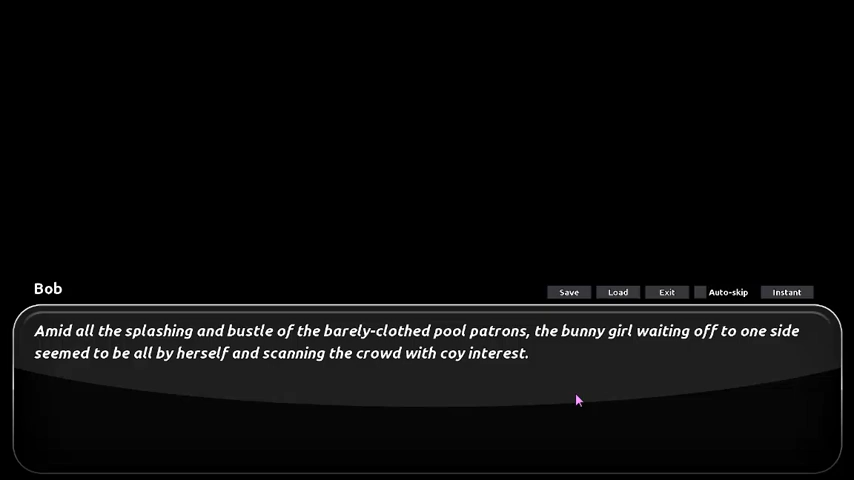 Bob
Save Load Exit Auto-skip Instant
Amid all the splashing and bustle of the barely-clothed pool patrons, the bunny girl waiting off to one side
seemed to be all by herself and scanning the crowd with coy interest.